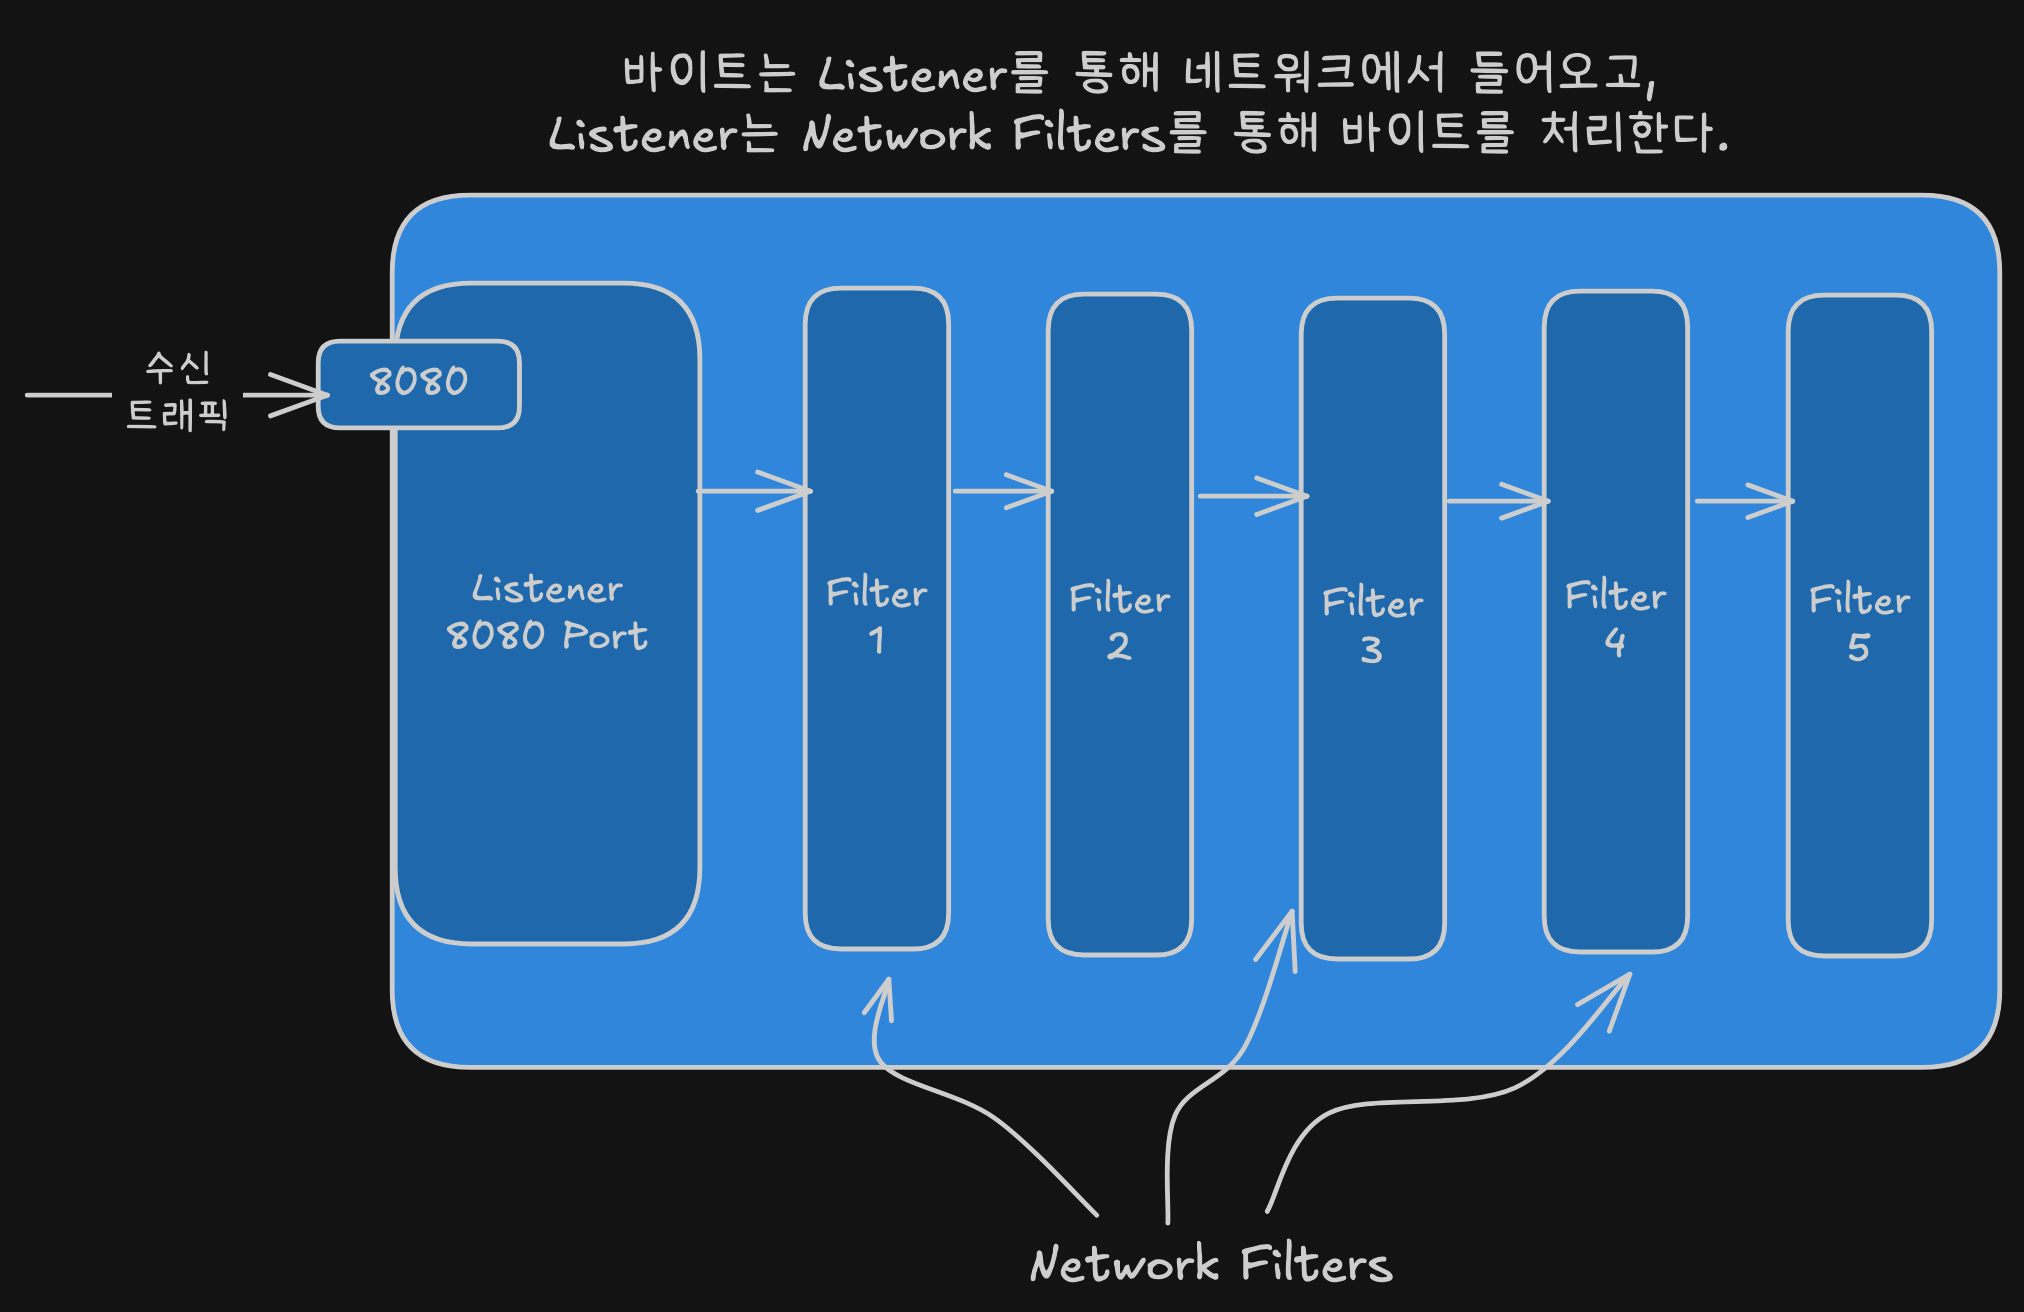 바이트는 Listener를 통해 네트워크에서 들어오고,
Listener는 Network Filters를 통해 바이트를 처리한다.
수신
트래픽
8080
Listener
8080 Port
Filter
1
Filter
2
Filter
3
Filter
4
Filter
5
Network Filters